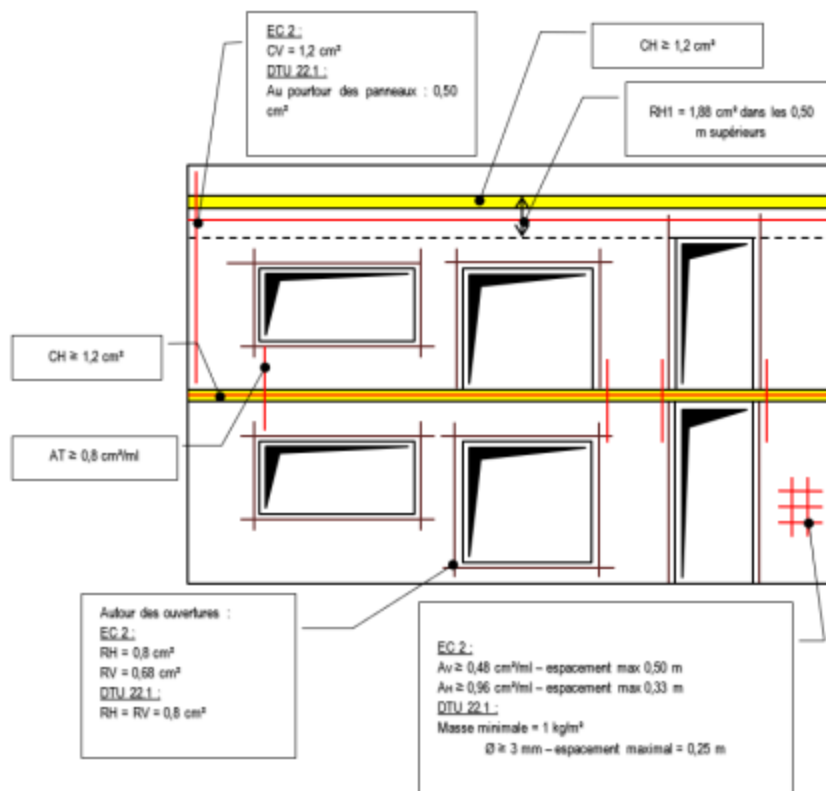 EC 2 :
CV = 1,2 cm²
DTU 22.1 :
Au pourtour des panneaux : 0,50
cm²
CH ≥ 1,2 cm²
RH1 = 1,88 cm² dans les 0,50
m supérieurs
CH ≥ 1,2 cm²
AT ≥ 0,8 cm²/ml
Autour des ouvertures :
EC 2 :
RH = 0,8 cm²
RV = 0,68 cm²
DTU 22.1 :
RH = RV = 0,8 cm²
EC 2 :
Av ≥ 0,48 cm²/ml – espacement max 0,50 m
AH ≥ 0,96 cm²/ml – espacement max 0,33 m
DTU 22.1 :
Masse minimale = 1 kg/m²
Ø ≥ 3 mm – espacement maximal = 0,25 m